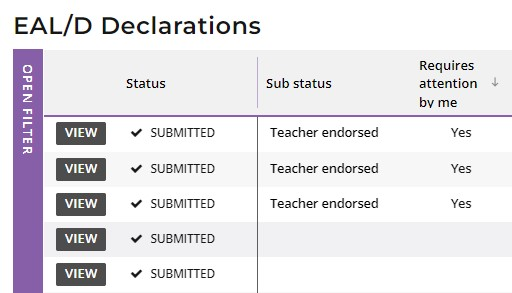 EAL/D Declarations
OPEN FILTER
Status Sub status Requires attention by me ↓
VIEW ✔ SUBMITTED Teacher endorsed Yes
VIEW ✔ SUBMITTED Teacher endorsed Yes
VIEW ✔ SUBMITTED Teacher endorsed Yes
VIEW ✔ SUBMITTED
VIEW ✔ SUBMITTED